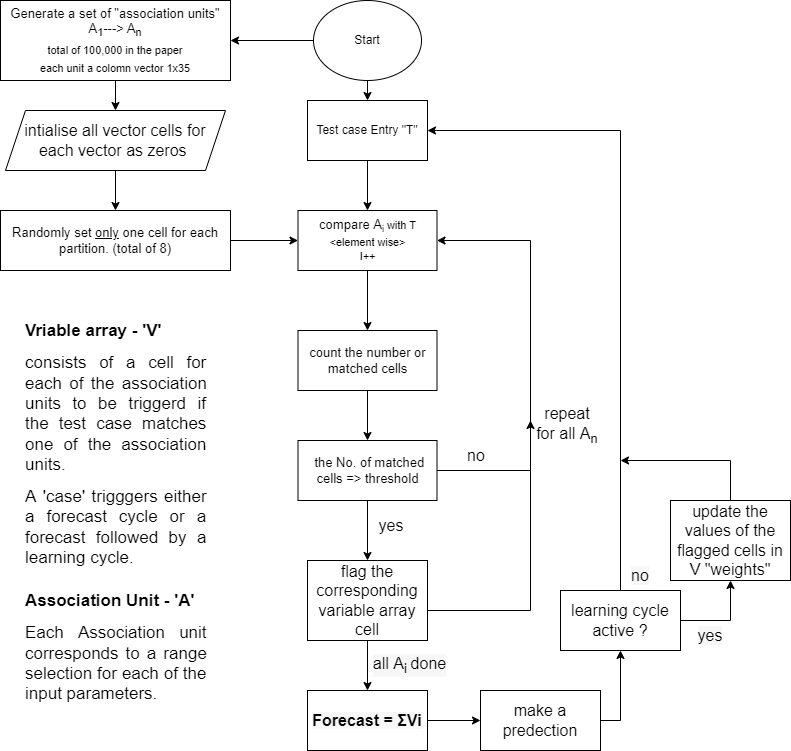 Generate a set of "association units"
A1---> An
total of 100,000 in the paper
each unit a colomn vector 1x35
Start
intialise all vector cells for
each vector as zeros
Test case Entry "T"
Randomly set only one cell for each
partition. (total of 8)
compare Ai with T
<element wise>
I++
count the number or
matched cells
the No. of matched
cells => threshold
no
yes
repeat
for all An
flag the
corresponding
variable array
cell
all Ai done
Forecast = ΣVi
make a
predection
learning cycle
active ?
no
yes
update the
values of the
flagged cells in
V "weights"
Vriable array - 'V'
consists of a cell for
each of the association
units to be triggerd if
the test case matches
one of the association
units.
A 'case' trigggers either
a forecast cycle or a
forecast followed by a
learning cycle.
Association Unit - 'A'
Each Association unit
corresponds to a range
selection for each of the
input parameters.